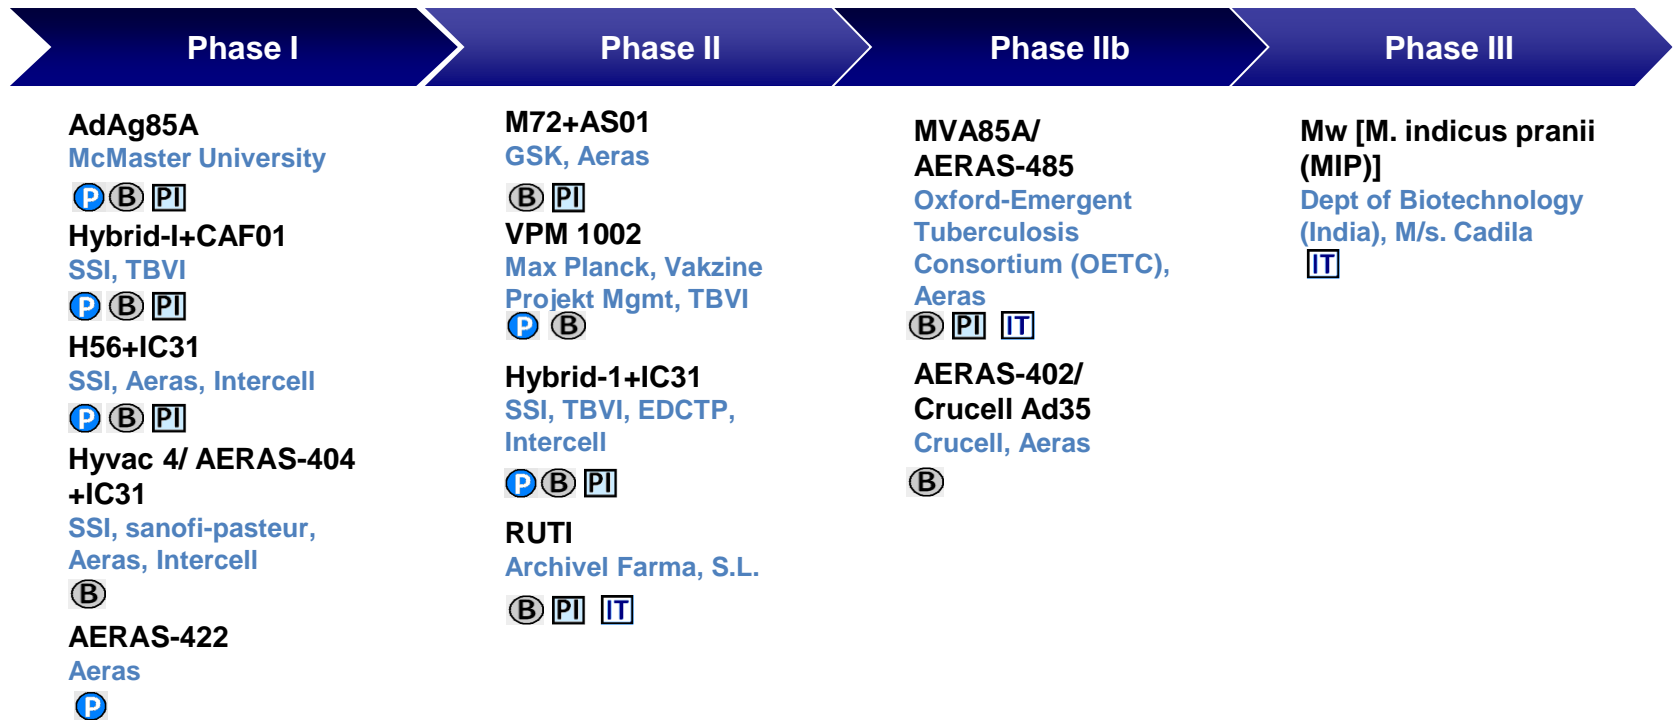 Phase I
Phase II
Phase IIb
Phase III
AdAg85A
McMaster University
P B PI
Hybrid-I+CAF01
SSI, TBVI
P B PI
H56+IC31
SSI, Aeras, Intercell
P B PI
Hyvac 4/ AERAS-404
+IC31
SSI, sanofi-pasteur,
Aeras, Intercell
B
AERAS-422
Aeras
P
M72+AS01
GSK, Aeras
B PI
VPM 1002
Max Planck, Vakzine
Projekt Mgmt, TBVI
P B
Hybrid-1+IC31
SSI, TBVI, EDCTP,
Intercell
P B PI
RUTI
Archivel Farma, S.L.
B PI IT
MVA85A/
AERAS-485
Oxford-Emergent
Tuberculosis
Consortium (OETC),
Aeras
B PI IT
AERAS-402/
Crucell Ad35
Crucell, Aeras
B
Mw [M. indicus pranii
(MIP)]
Dept of Biotechnology
(India), M/s. Cadila
IT